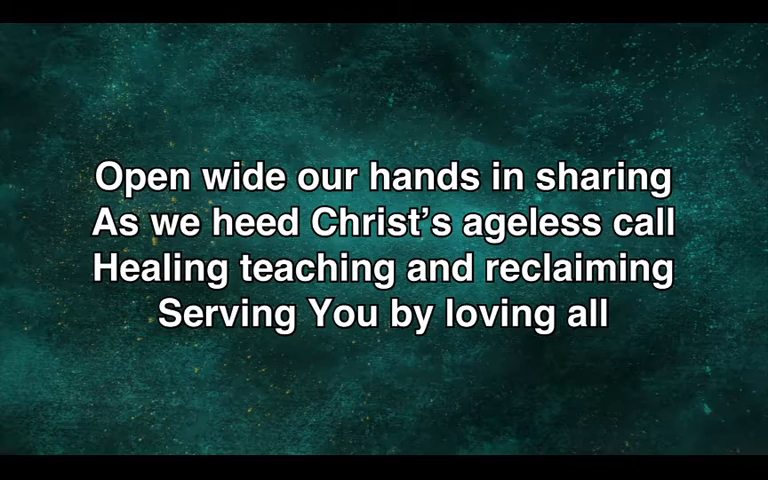 Open wide our hands in sharing
As we heed Christ’s ageless call
Healing teaching and reclaiming
Serving You by loving all